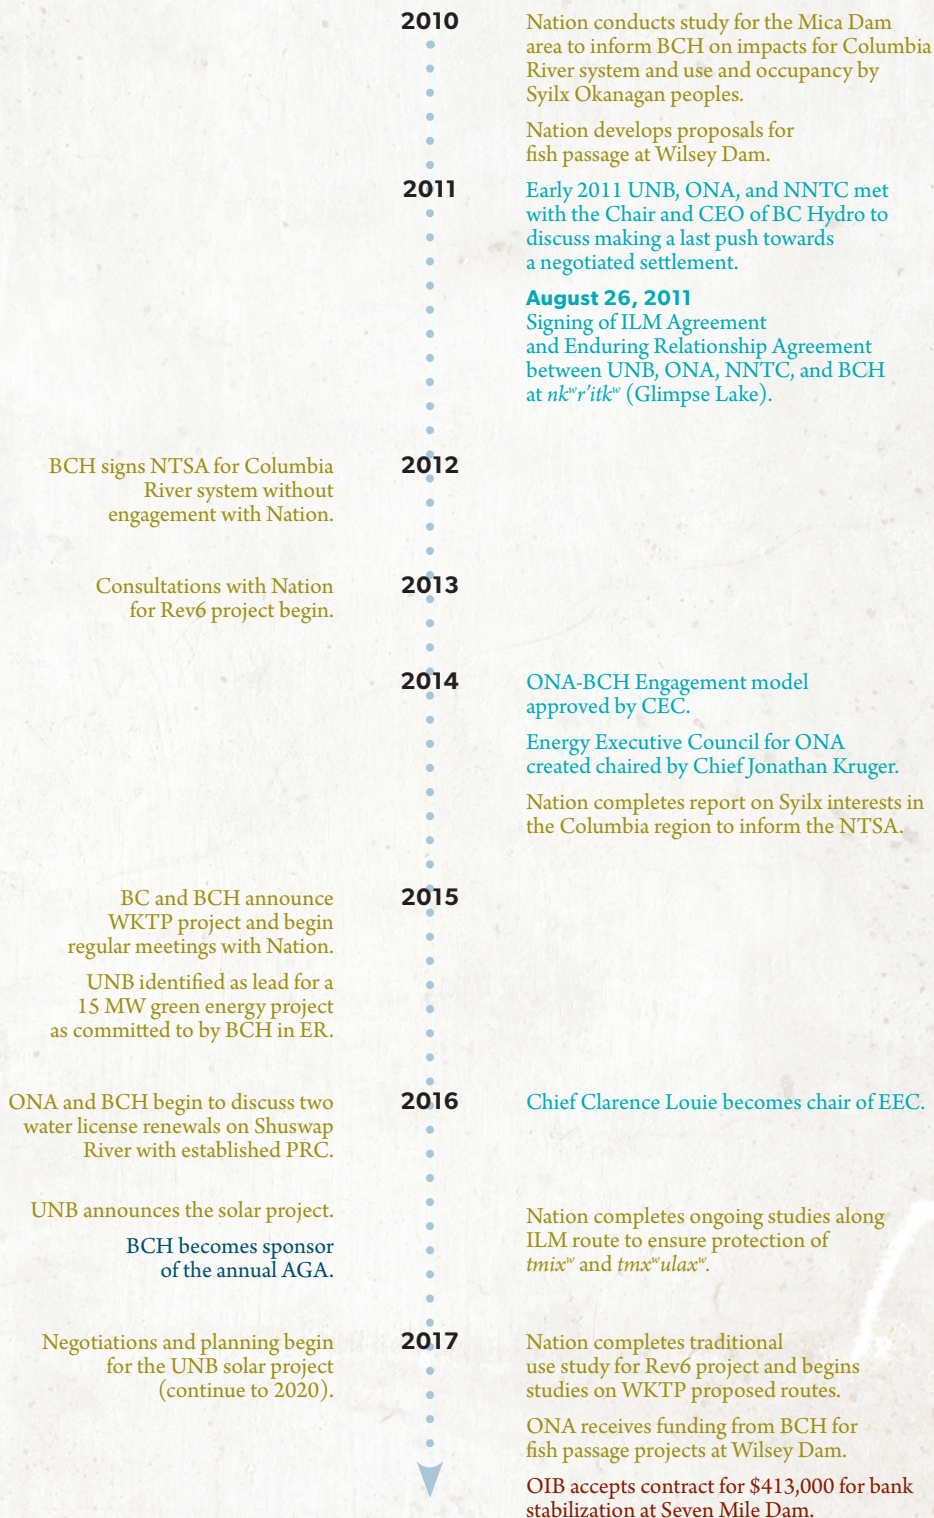 2010
Nation conducts study for the Mica Dam
area to inform BCH on impacts for Columbia
River system and use and occupancy by
Syilx Okanagan peoples.
Nation develops proposals for
fish passage at Wilsey Dam.
2011
Early 2011 UNB, ONA, and NNTC met
with the Chair and CEO of BC Hydro to
discuss making a last push towards
a negotiated settlement.
August 26, 2011
Signing of ILM Agreement
and Enduring Relationship Agreement
between UNB, ONA, NNTC, and BCH
at nkʷr’itkʷ (Glimpse Lake).
2012
BCH signs NTSA for Columbia
River system without
engagement with Nation.
2013
Consultations with Nation
for Rev6 project begin.
2014
ONA-BCH Engagement model
approved by CEC.
Energy Executive Council for ONA
created chaired by Chief Jonathan Kruger.
Nation completes report on Syilx interests in
the Columbia region to inform the NTSA.
2015
BC and BCH announce
WKTP project and begin
regular meetings with Nation.
UNB identified as lead for a
15 MW green energy project
as committed to by BCH in ER.
2016
ONA and BCH begin to discuss two
water license renewals on Shuswap
River with established PRC.
UNB announces the solar project.
BCH becomes sponsor
of the annual AGA.
Chief Clarence Louie becomes chair of EEC.
Nation completes ongoing studies along
ILM route to ensure protection of
tmixʷ and tmxʷulaxʷ.
2017
Negotiations and planning begin
for the UNB solar project
(continue to 2020).
Nation completes traditional
use study for Rev6 project and begins
studies on WKTP proposed routes.
ONA receives funding from BCH for
fish passage projects at Wilsey Dam.
OIB accepts contract for $413,000 for bank
stabilization at Seven Mile Dam.